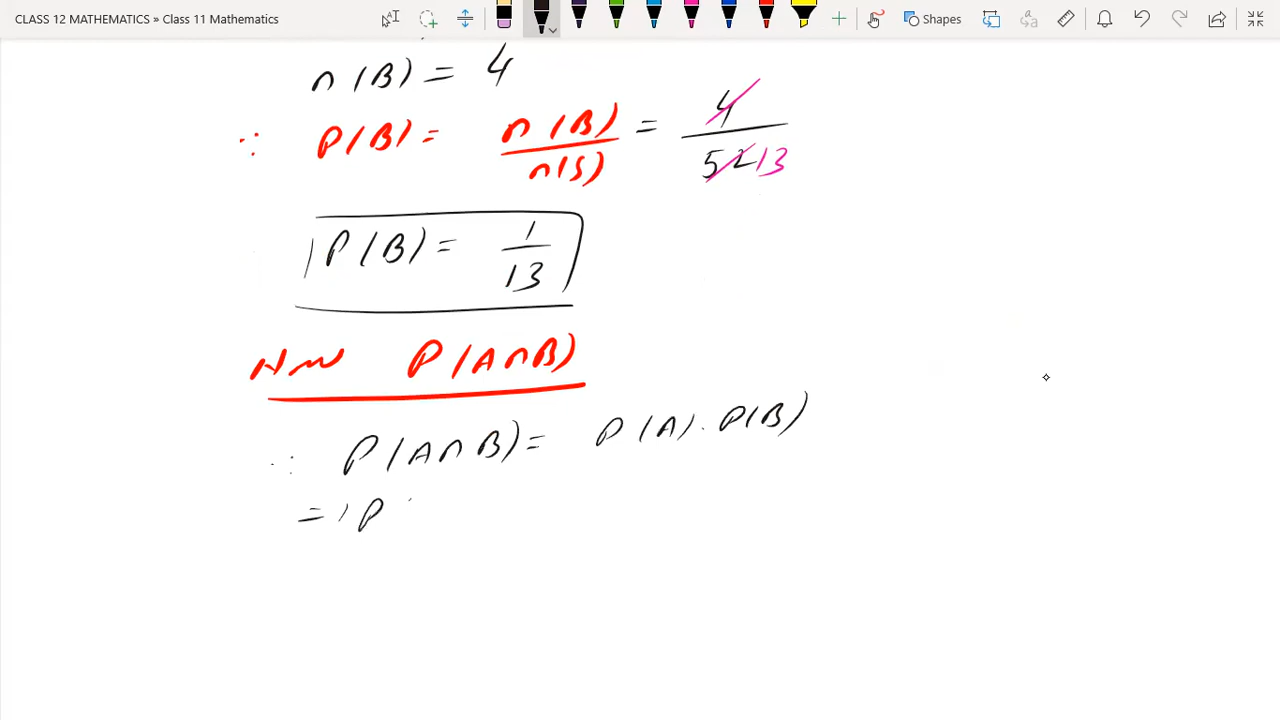 CLASS 12 MATHEMATICS » Class 11 Mathematics
Shapes
n(B) = 4
∵ P(B) = n(B)/n(S) = 4/52 13
P(B) = 1/13
Now P(A∩B)
∵ P(A∩B) = P(A) . P(B)
=) P